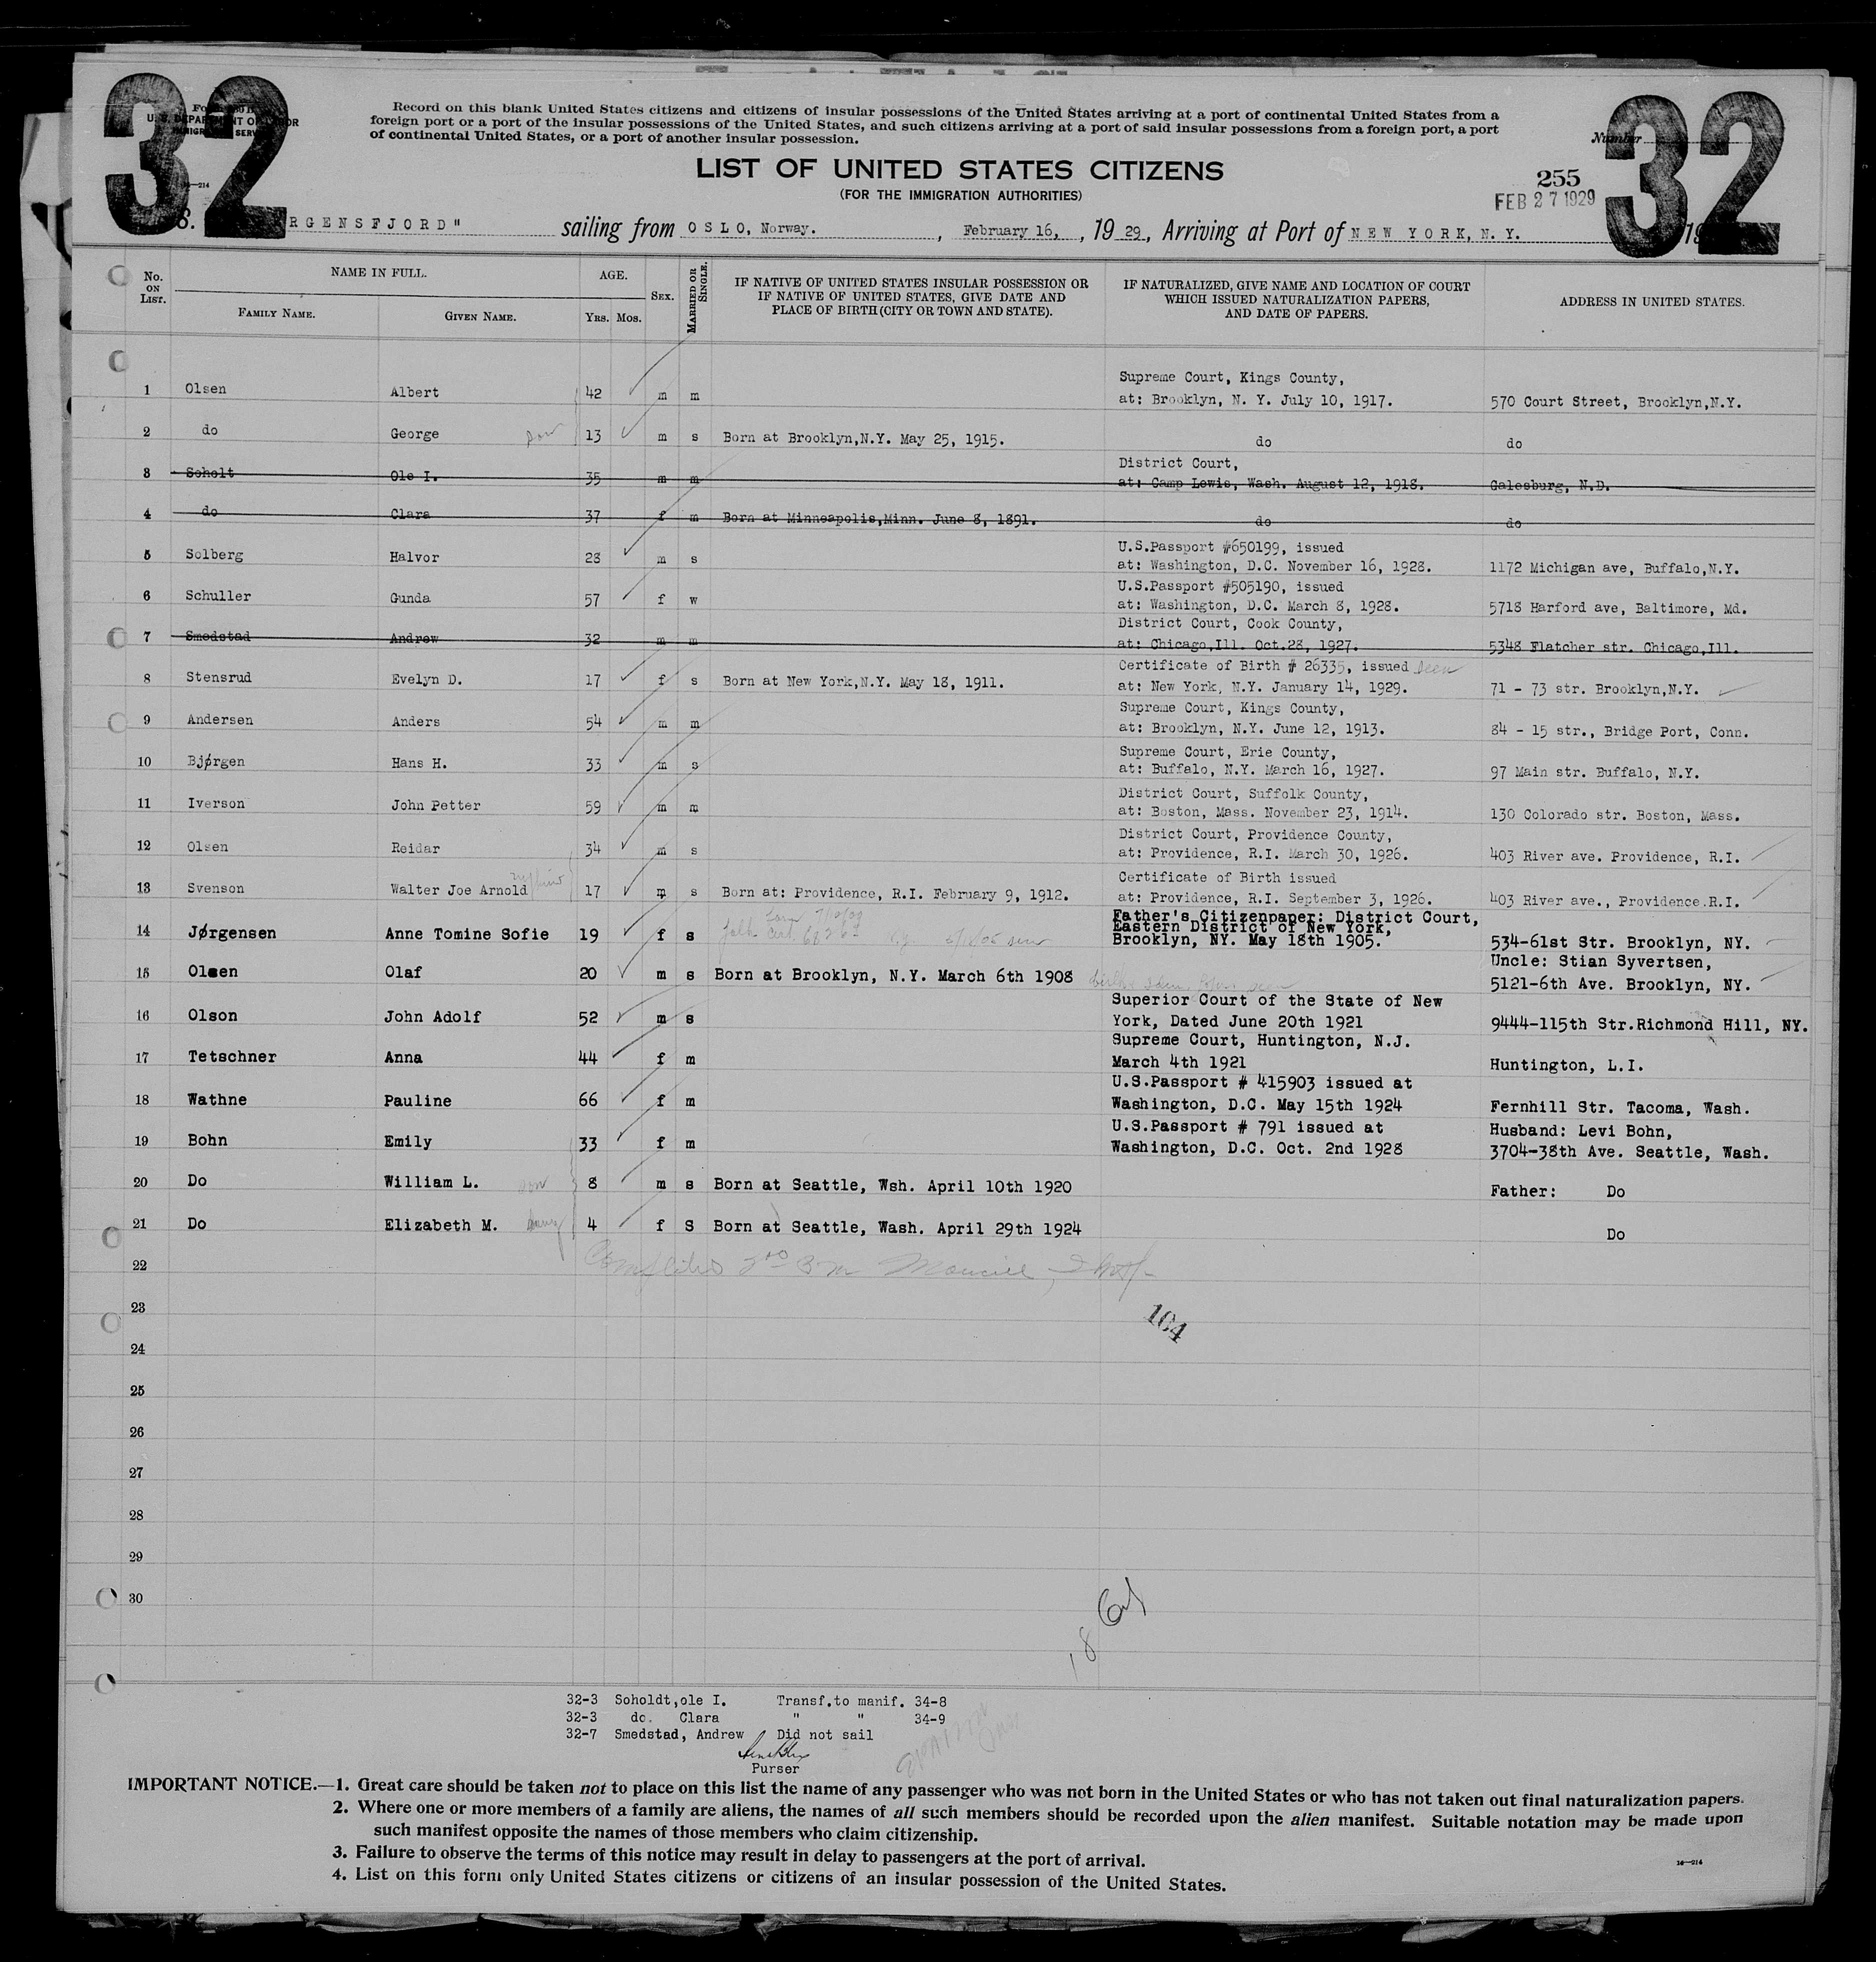 32
32
Record on this blank United States citizens and citizens of insular possessions of the United States arriving at a port of continental United States from a
foreign port or a port of the insular possessions of the United States, and such citizens arriving at a port of said insular possessions from a foreign port, a port
of continental United States, or a port of another insular possession.
Number
LIST OF UNITED STATES CITIZENS
(FOR THE IMMIGRATION AUTHORITIES)
255
FEB 27 1929
RGENSFJORD" sailing from OSLO, Norway. , February 16, , 19 29, Arriving at Port of NEW YORK, N.Y.
No. ON LIST. NAME IN FULL. AGE. SEX. MARRIED OR SINGLE. IF NATIVE OF UNITED STATES INSULAR POSSESSION OR IF NATIVE OF UNITED STATES, GIVE DATE AND PLACE OF BIRTH (CITY OR TOWN AND STATE). IF NATURALIZED, GIVE NAME AND LOCATION OF COURT WHICH ISSUED NATURALIZATION PAPERS, AND DATE OF PAPERS. ADDRESS IN UNITED STATES.
FAMILY NAME. GIVEN NAME. YRS. MOS.
Supreme Court, Kings County,
1 Olsen Albert 42 m m at: Brooklyn, N. Y. July 10, 1917. 570 Court Street, Brooklyn,N.Y.
2 do George son 13 m s Born at Brooklyn,N.Y. May 25, 1915. do do
District Court,
3 Scholt Ole I. 35 m m at: Camp Lewis, Wash. August 12, 1918. Galesburg, N.D.
4 do Clara 37 f m Born at Minneapolis,Minn. June 8, 1891. do do
U.S.Passport #650199, issued
5 Solberg Halvor 28 m s at: Washington, D.C. November 16, 1928. 1172 Michigan ave, Buffalo,N.Y.
U.S.Passport #505190, issued
6 Schuller Gunda 57 f w at: Washington, D.C. March 8, 1928. 5718 Harford ave, Baltimore, Md.
District Court, Cook County,
7 Smedstad Andrew 32 m m at: Chicago,Ill. Oct.28, 1927. 5348 Flatcher str. Chicago,Ill.
Certificate of Birth # 26335, issued seen
8 Stensrud Evelyn D. 17 f s Born at New York,N.Y. May 18, 1911. at: New York, N.Y. January 14, 1929. 71 - 73 str. Brooklyn,N.Y.
Supreme Court, Kings County,
9 Andersen Anders 54 m m at: Brooklyn, N.Y. June 12, 1913. 84 - 15 str., Bridge Port, Conn.
Supreme Court, Erie County,
10 Bjørgen Hans H. 33 m s at: Buffalo, N.Y. March 16, 1927. 97 Main str. Buffalo, N.Y.
District Court, Suffolk County,
11 Iverson John Petter 59 m m at: Boston, Mass. November 23, 1914. 130 Colorado str. Boston, Mass.
District Court, Providence County,
12 Olsen Reidar 34 m s at: Providence, R.I. March 30, 1926. 403 River ave. Providence, R.I.
Certificate of Birth issued
13 Svenson Walter Joe Arnold 17 m s Born at: Providence, R.I. February 9, 1912. at: Providence, R.I. September 3, 1926. 403 River ave., Providence.R.I.
Father's Citizenpaper: District Court,
Eastern District of New York,
14 Jørgensen Anne Tomine Sofie 19 f s Brooklyn, NY. May 18th 1905. 534-61st Str. Brooklyn, NY.
Uncle: Stian Syvertsen,
15 Olsen Olaf 20 m s Born at Brooklyn, N.Y. March 6th 1908 5121-6th Ave. Brooklyn, NY.
Superior Court of the State of New
16 Olson John Adolf 52 m s York, Dated June 20th 1921 9444-115th Str.Richmond Hill, NY.
Supreme Court, Huntington, N.J.
17 Tetschner Anna 44 f m March 4th 1921 Huntington, L.I.
U.S.Passport # 415903 issued at
18 Wathne Pauline 66 f m Washington, D.C. May 15th 1924 Fernhill Str. Tacoma, Wash.
U.S.Passport # 791 issued at Husband: Levi Bohn,
19 Bohn Emily 33 f m Washington, D.C. Oct. 2nd 1928 3704-38th Ave. Seattle, Wash.
20 Do William L. son 8 m s Born at Seattle, Wsh. April 10th 1920 Father: Do
21 Do Elizabeth M. 4 f S Born at Seattle, Wash. April 29th 1924 Do
22
23
104
24
25
26
27
28
29
30
18
32-3 Soholdt,ole I. Transf.to manif. 34-8
32-3 do. Clara " " 34-9
32-7 Smedstad, Andrew Did not sail
Purser
IMPORTANT NOTICE.—1. Great care should be taken not to place on this list the name of any passenger who was not born in the United States or who has not taken out final naturalization papers.
2. Where one or more members of a family are aliens, the names of all such members should be recorded upon the alien manifest. Suitable notation may be made upon
such manifest opposite the names of those members who claim citizenship.
3. Failure to observe the terms of this notice may result in delay to passengers at the port of arrival.
4. List on this form only United States citizens or citizens of an insular possession of the United States.